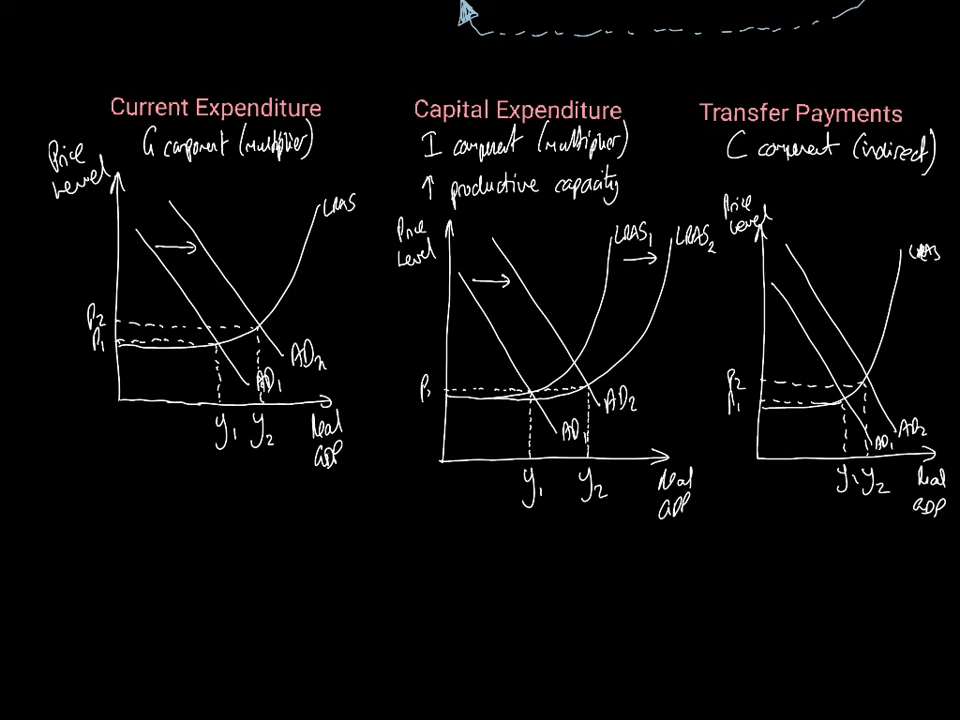 Current Expenditure
G component (multiplier)
Price
Level
LRAS
P2
P1
AD2
AD1
y1 y2
Real
GDP
Capital Expenditure
I component (multiplier)
↑ productive capacity
Price
Level
LRAS1 LRAS2
P1
AD2
AD1
y1 y2
Real
GDP
Transfer Payments
C component (indirect)
Price
Level
LRAS
P2
P1
AD1 AD2
y1 y2
Real
GDP